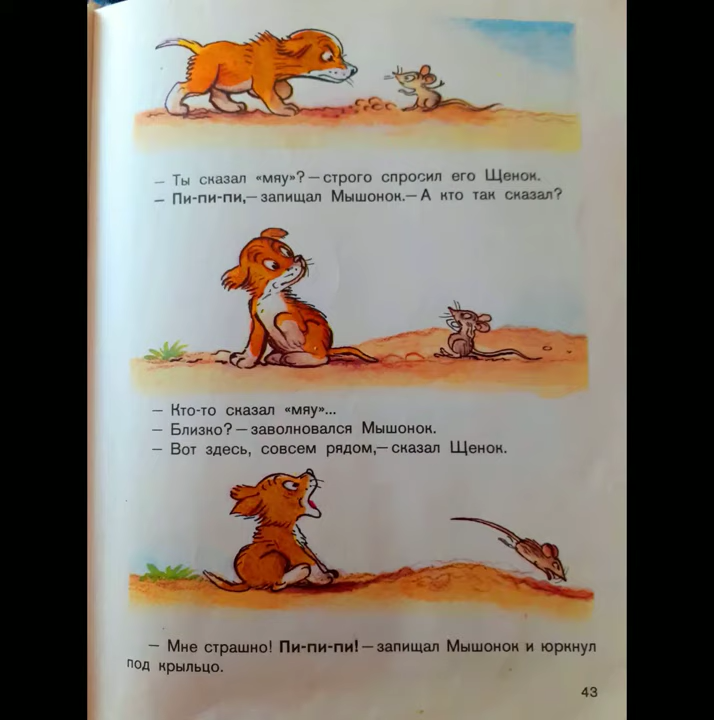 — Ты сказал «мяу»? — строго спросил его Щенок.
— Пи-пи-пи,— запищал Мышонок.— А кто так сказал?
— Кто-то сказал «мяу»...
— Близко? — заволновался Мышонок.
— Вот здесь, совсем рядом,— сказал Щенок.
— Мне страшно! Пи-пи-пи! — запищал Мышонок и юркнул
под крыльцо.
43